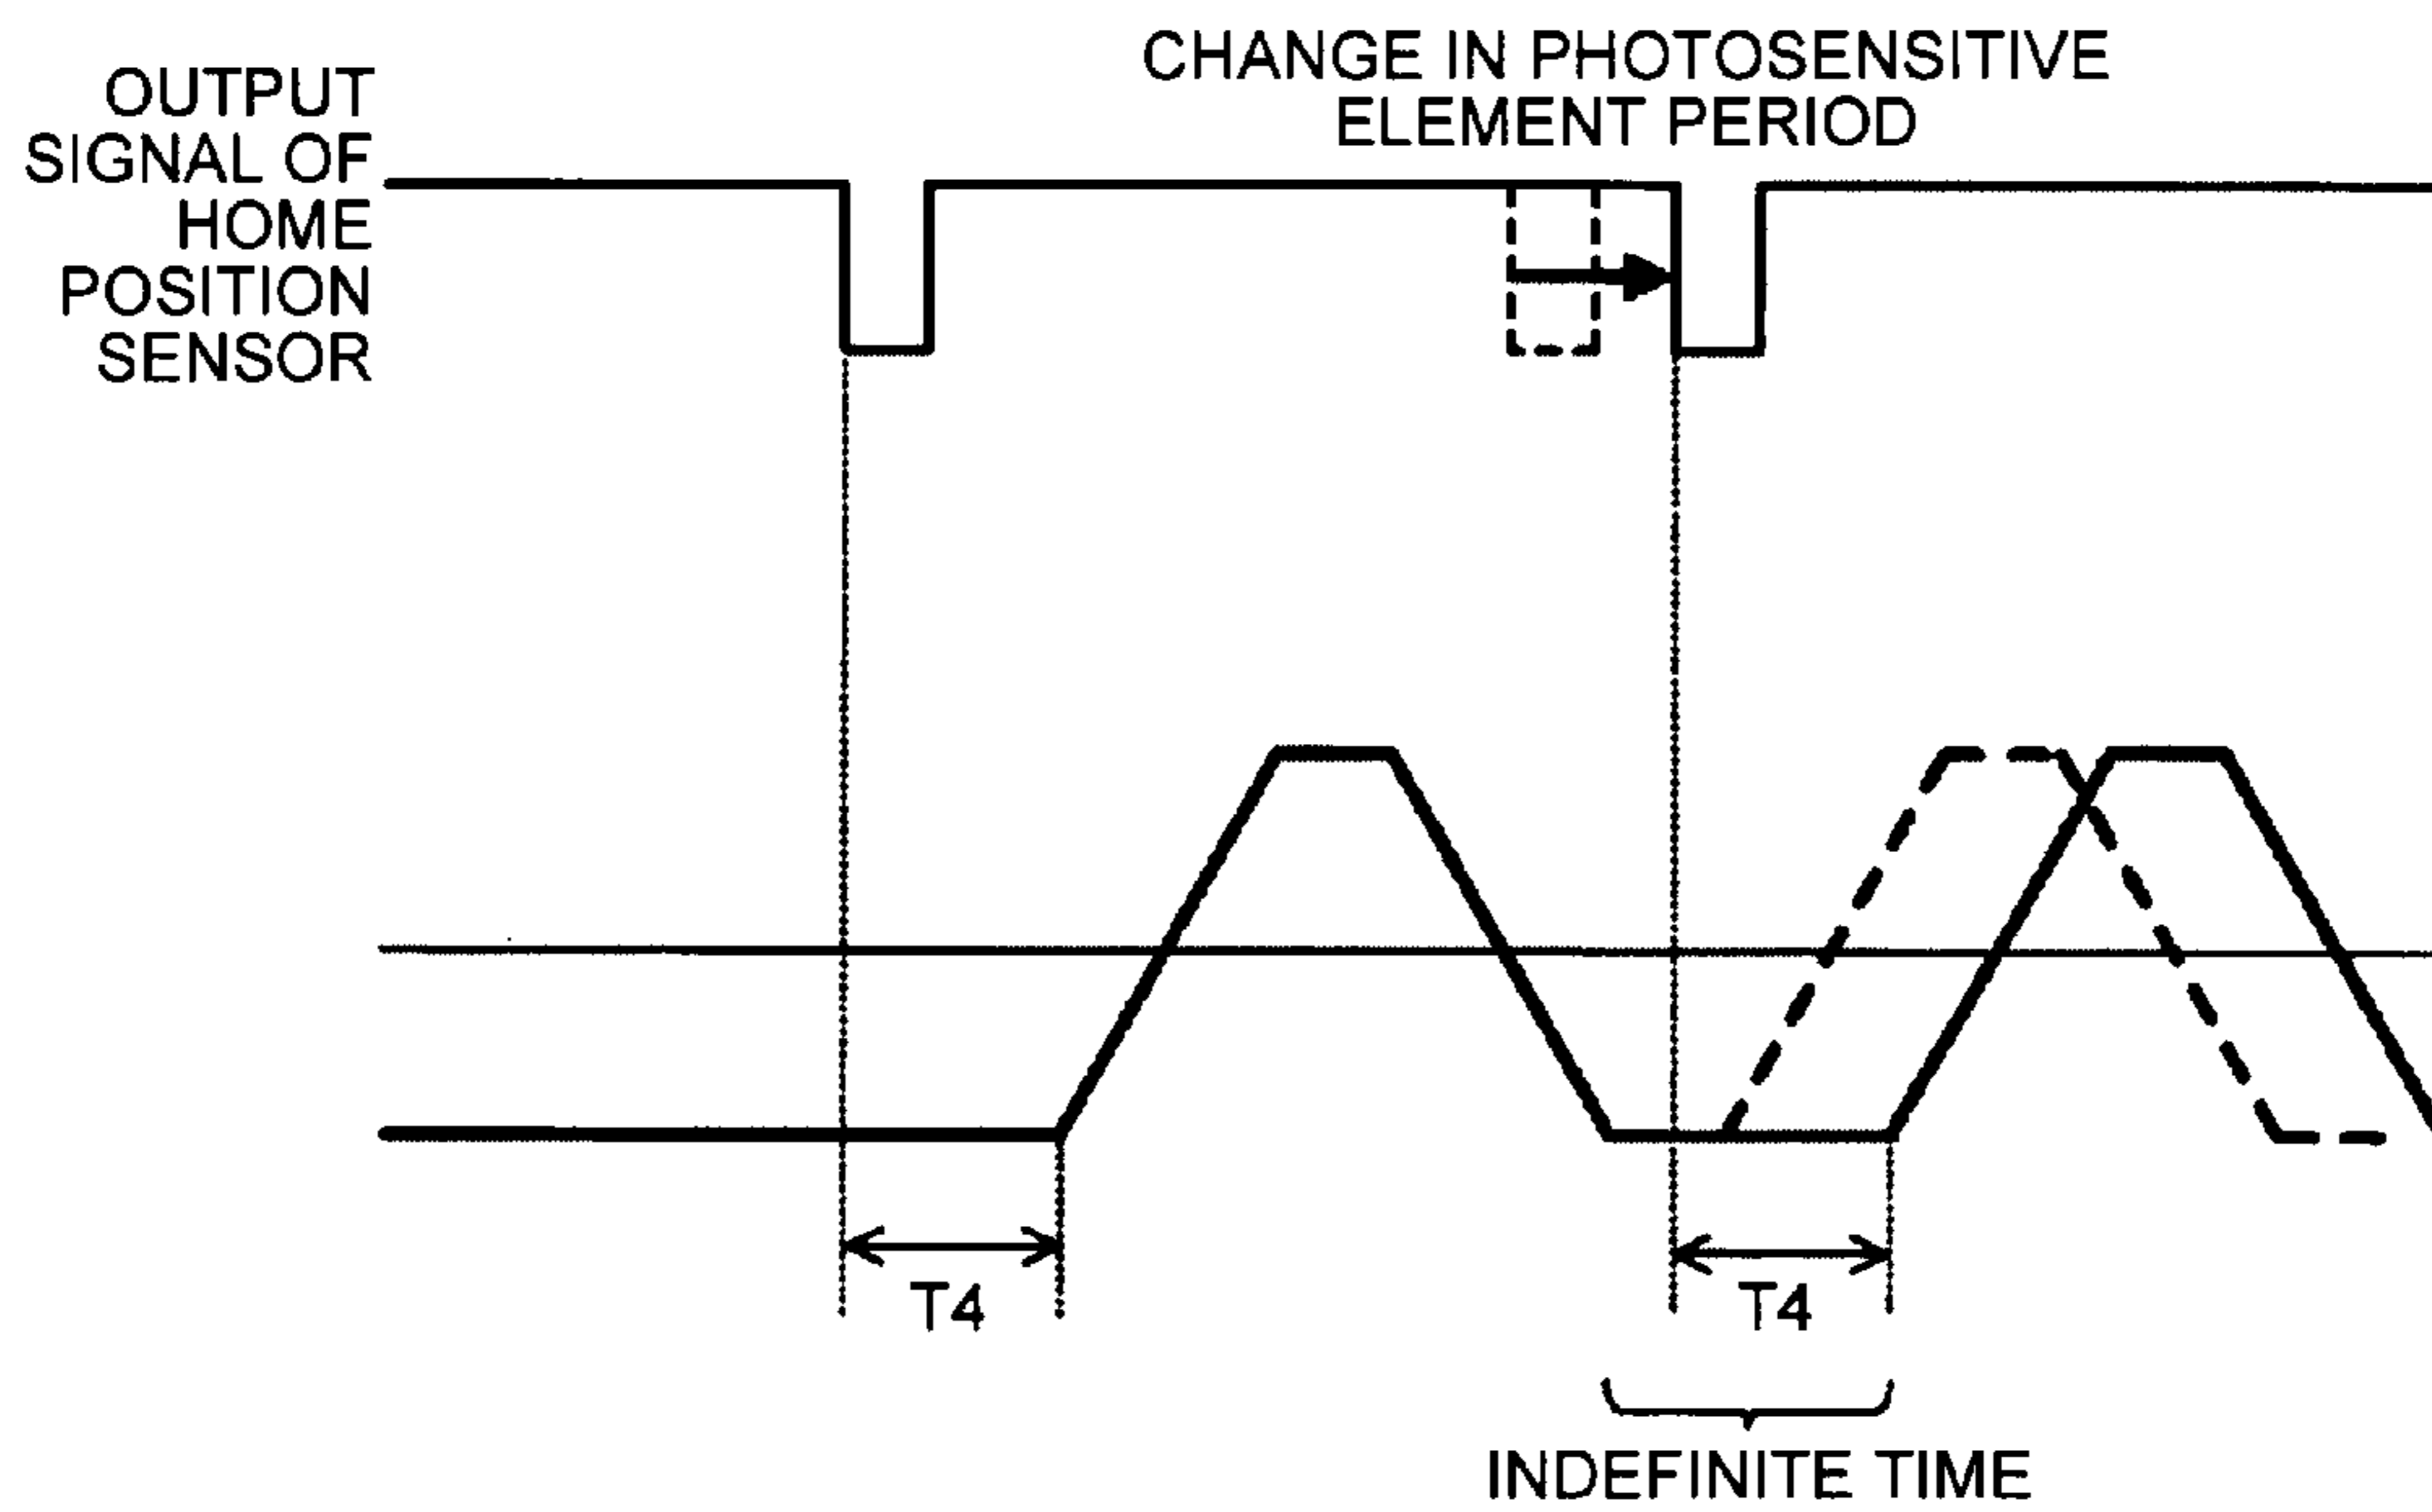 OUTPUT
SIGNAL OF
HOME
POSITION
SENSOR
CHANGE IN PHOTOSENSITIVE
ELEMENT PERIOD
T4
T4
INDEFINITE TIME